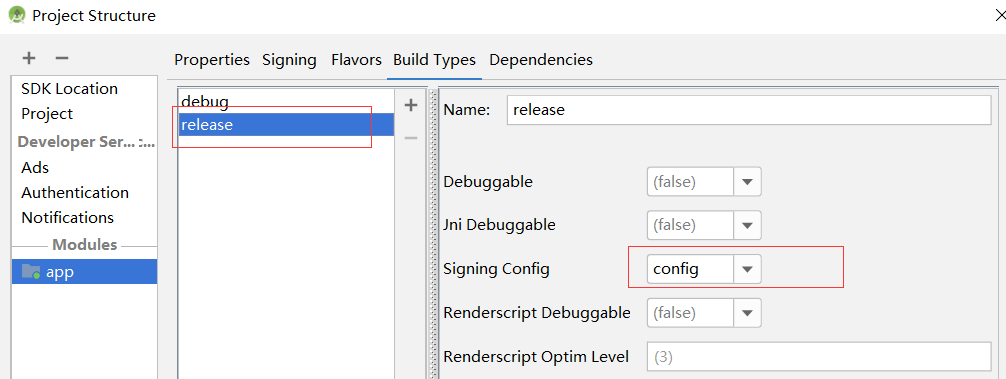 Project Structure
Properties Signing Flavors Build Types Dependencies
SDK Location
Project
Developer Ser... :...
Ads
Authentication
Notifications
Modules
app
debug
release
Name: release
Debuggable (false)
Jni Debuggable (false)
Signing Config config
Renderscript Debuggable (false)
Renderscript Optim Level (3)